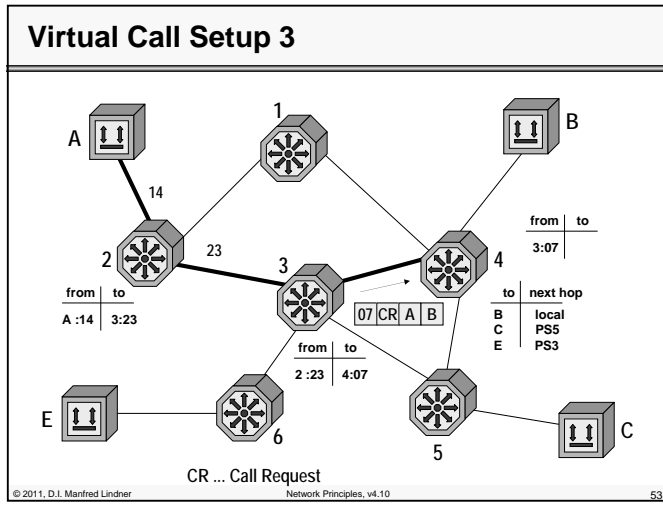 Virtual Call Setup 3
A
1
B
14
from to
3:07
2
23
3
4
from to
A :14 3:23
07 CR A B
to next hop
B local
C PS5
E PS3
from to
2 :23 4:07
E
6
5
C
CR ... Call Request
© 2011, D.I. Manfred Lindner
Network Principles, v4.10
53